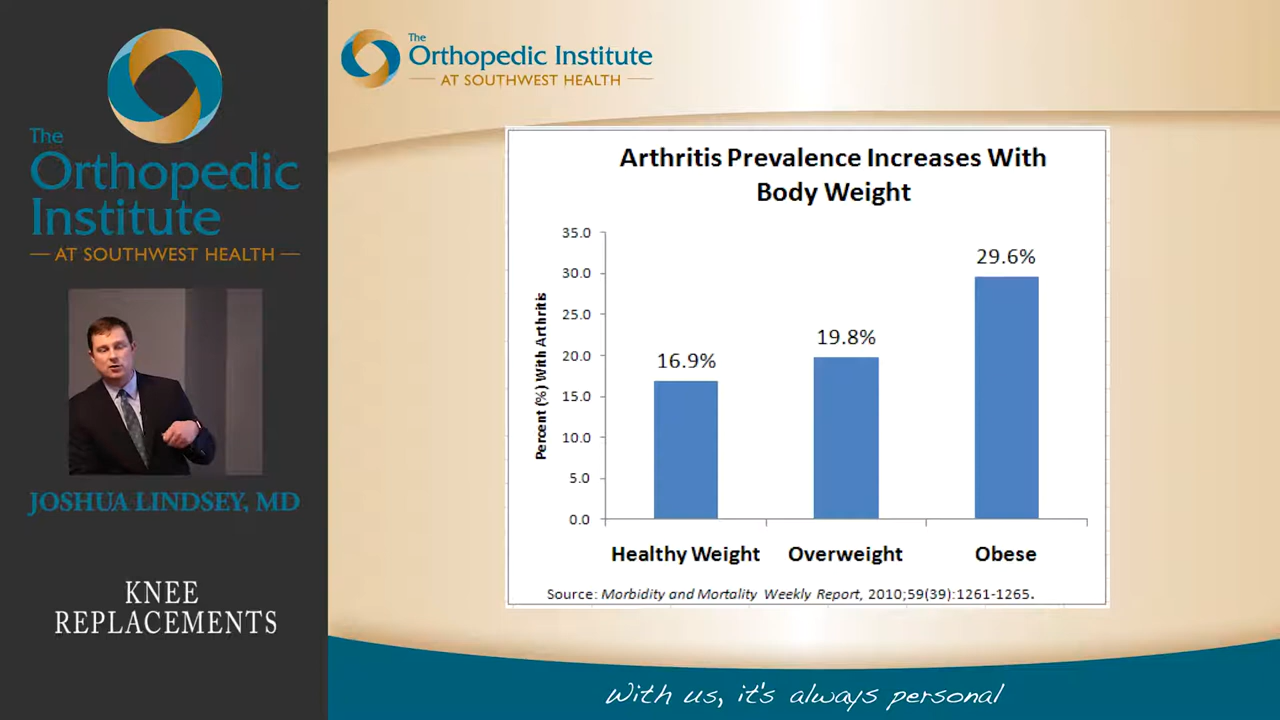 The
Orthopedic
Institute
AT SOUTHWEST HEALTH
JOSHUA LINDSEY, MD
KNEE
REPLACEMENTS
The
Orthopedic Institute
AT SOUTHWEST HEALTH
Arthritis Prevalence Increases With
Body Weight
Percent (%) With Arthritis
35.0
30.0
25.0
20.0
15.0
10.0
5.0
0.0
16.9%
19.8%
29.6%
Healthy Weight
Overweight
Obese
Source: Morbidity and Mortality Weekly Report, 2010;59(39):1261-1265.
With us, it's always personal